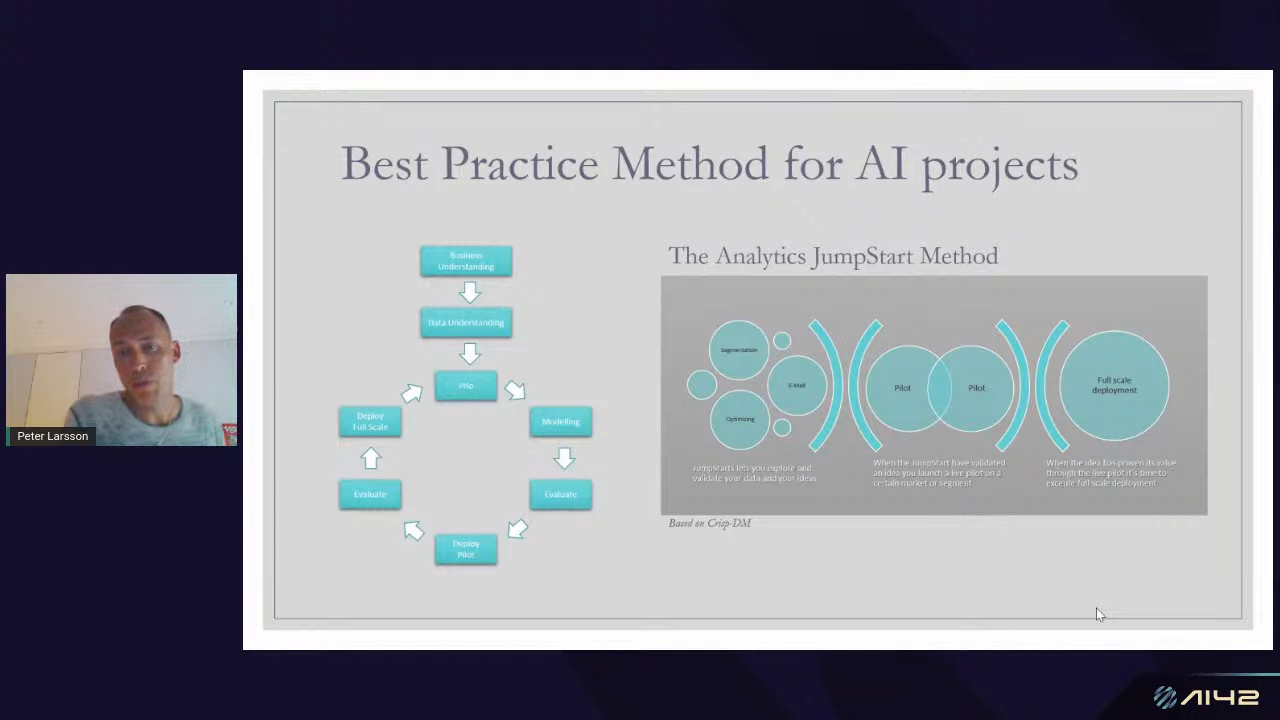 Best Practice Method for AI projects
Business
Understanding
Data Understanding
Prio
Deploy
Full Scale
Modelling
Evaluate
Evaluate
Deploy
Pilot
The Analytics JumpStart Method
Segmentation
E-Mail
Optimizing
Pilot
Pilot
Full scale
deployment
JumpStarts lets you explore and
validate your data and your ideas
When the JumpStart have validated
an idea you launch a live pilot on a
certain market or segment
When the idea has proven its value
through the live pilot it's time to
exceute full scale deployment
Based on Crisp-DM
Peter Larsson
AI42